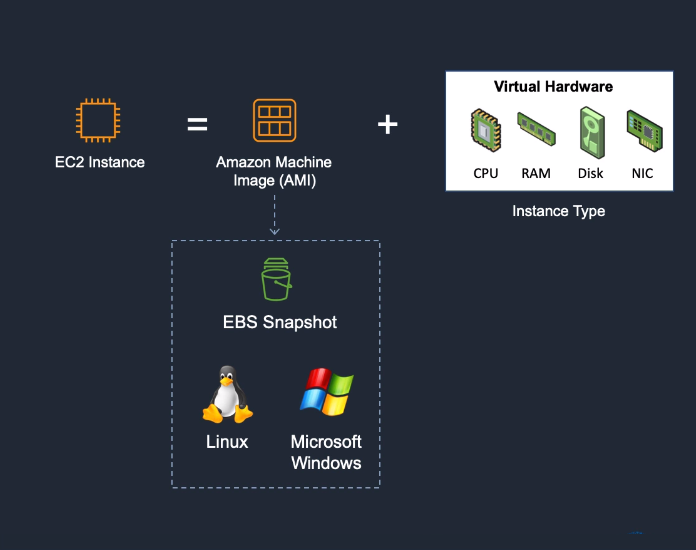 Virtual Hardware
EC2 Instance
=
Amazon Machine
Image (AMI)
+
CPU
RAM
Disk
NIC
Instance Type
EBS Snapshot
Linux
Microsoft
Windows